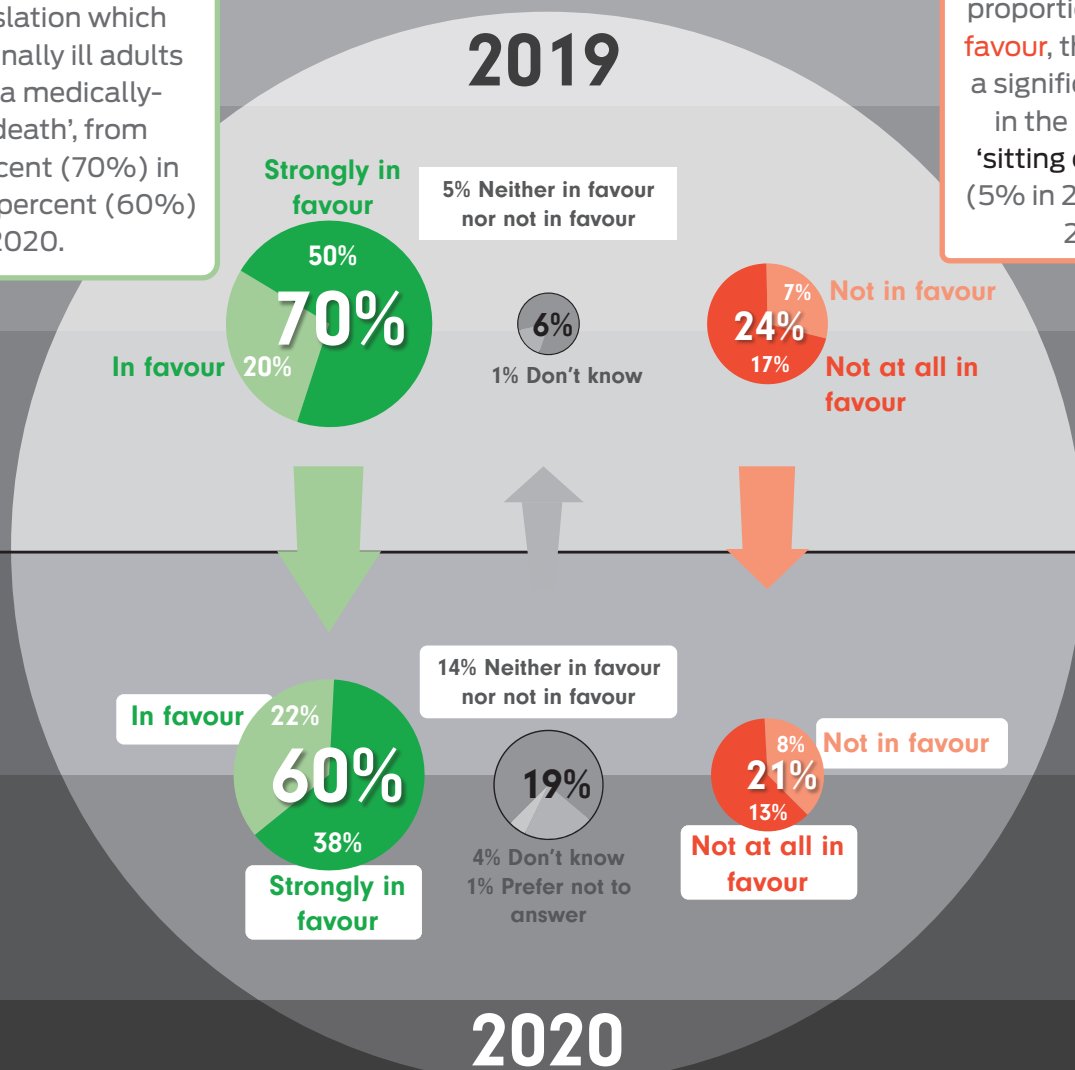 slation which
nally ill adults
a medically-
death', from
cent (70%) in
percent (60%)
2020.
proporti
favour, th
a signific
in the
'sitting
(5% in 2
2
2019
Strongly in
favour
50%
70%
In favour 20%
5% Neither in favour
nor not in favour
6%
1% Don't know
7% Not in favour
24%
17% Not at all in
favour
14% Neither in favour
nor not in favour
In favour 22%
60%
38%
Strongly in
favour
19%
4% Don't know
1% Prefer not to
answer
8% Not in favour
21%
13%
Not at all in
favour
2020